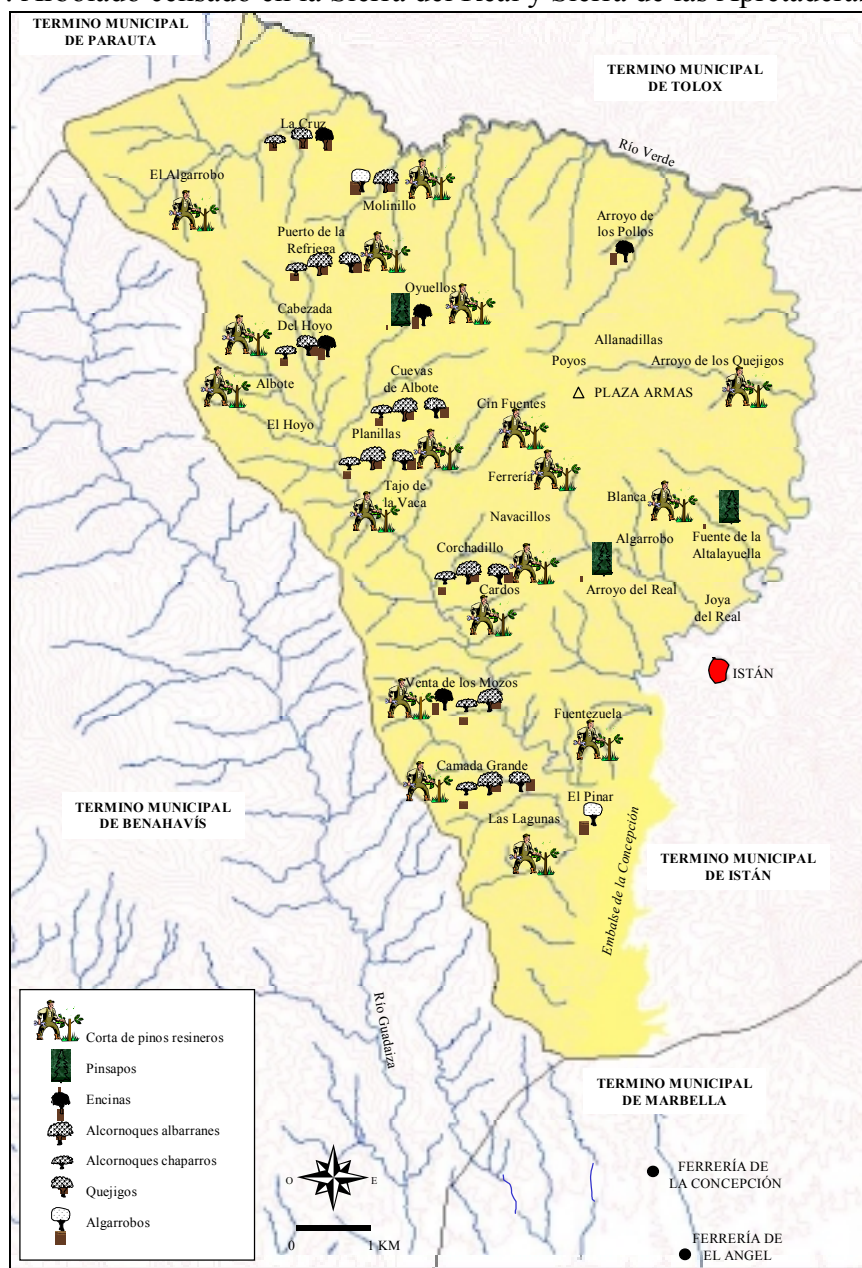 TERMINO MUNICIPAL
DE PARAUTA
TERMINO MUNICIPAL
DE TOLOX
La Cruz
Río Verde
El Algarrobo
Molinillo
Arroyo de
los Pollos
Puerto de la
Refriega
Oyuellos
Cabezada
Del Hoyo
Allanadillas
Poyos
Arroyo de los Quejigos
Albote
Cuevas
de Albote
PLAZA ARMAS
Cin Fuentes
El Hoyo
Planillas
Ferrería
Tajo de
la Vaca
Blanca
Navacillos
Algarrobo
Fuente de la
Altalayuella
Corchadillo
Cardos
Arroyo del Real
Joya
del Real
ISTÁN
Venta de los Mozos
Fuentezuela
Camada Grande
El Pinar
TERMINO MUNICIPAL
DE BENAHAVÍS
Las Lagunas
TERMINO MUNICIPAL
DE ISTÁN
Embalse de la Concepción
Río Guadaiza
Corta de pinos resineros
Pinsapos
Encinas
Alcornoques albarranes
Alcornoques chaparros
Quejigos
Algarrobos
TERMINO MUNICIPAL
DE MARBELLA
O E
0 1 KM
FERRERÍA DE
LA CONCEPCIÓN
FERRERÍA DE
EL ANGEL